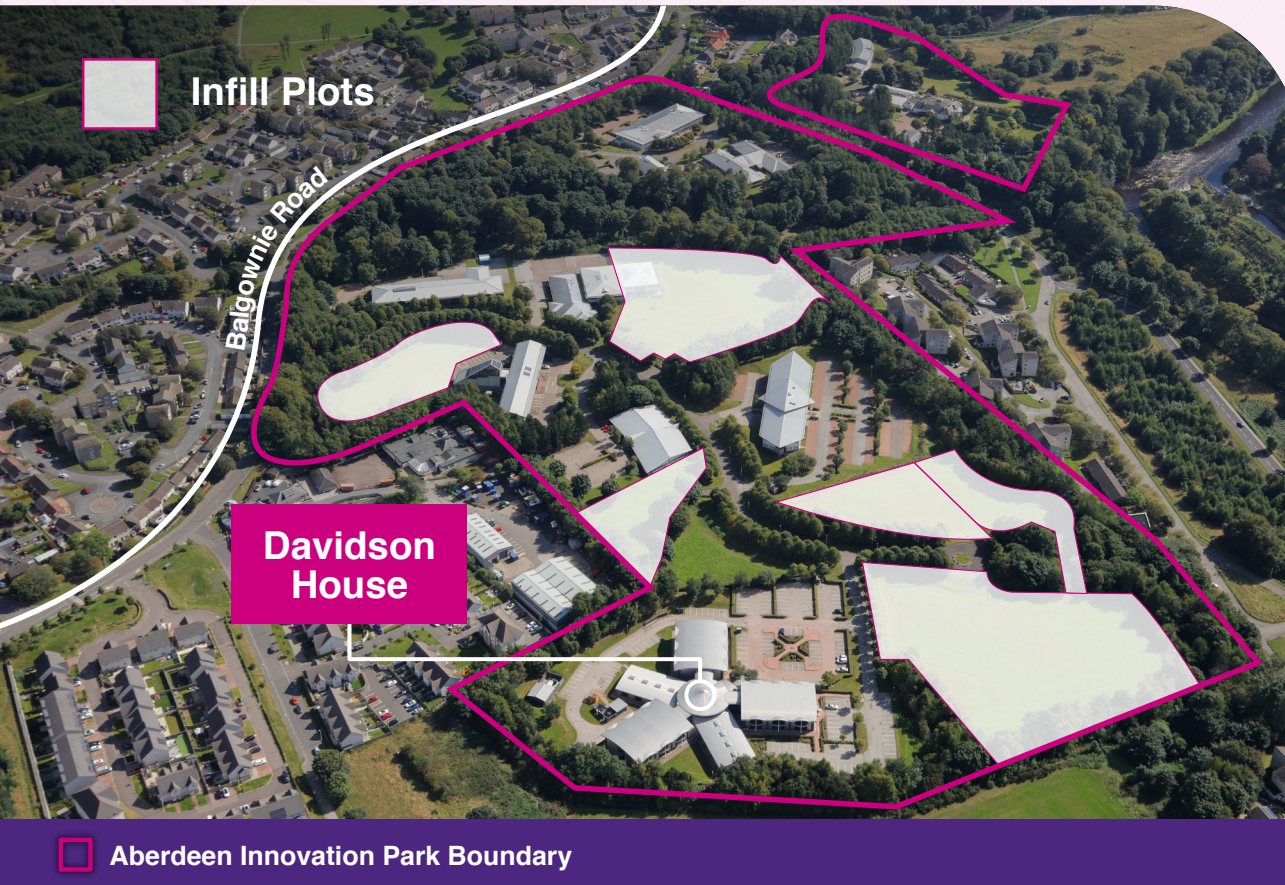 Infill Plots
Balgownie Road
Davidson
House
Aberdeen Innovation Park Boundary